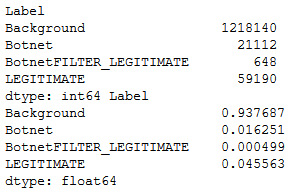 Label
Background 1218140
Botnet 21112
BotnetFILTER_LEGITIMATE 648
LEGITIMATE 59190
dtype: int64 Label
Background 0.937687
Botnet 0.016251
BotnetFILTER_LEGITIMATE 0.000499
LEGITIMATE 0.045563
dtype: float64